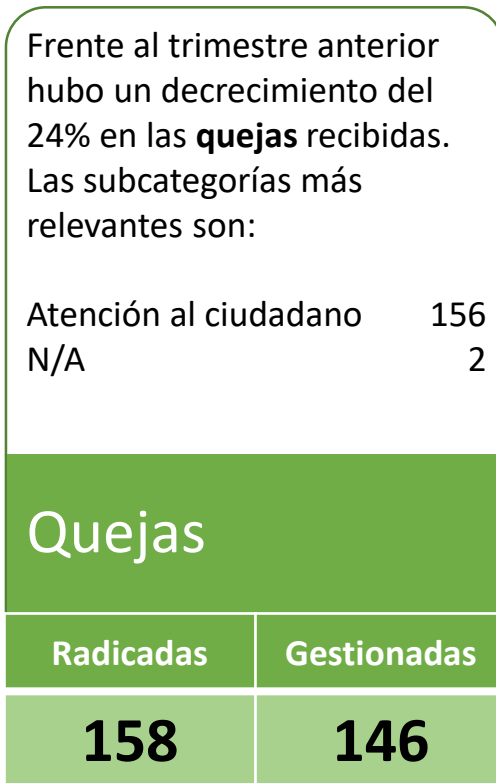 Frente al trimestre anterior
hubo un decrecimiento del
24% en las quejas recibidas.
Las subcategorías más
relevantes son:
Atención al ciudadano 156
N/A 2
Quejas
Radicadas Gestionadas
158 146